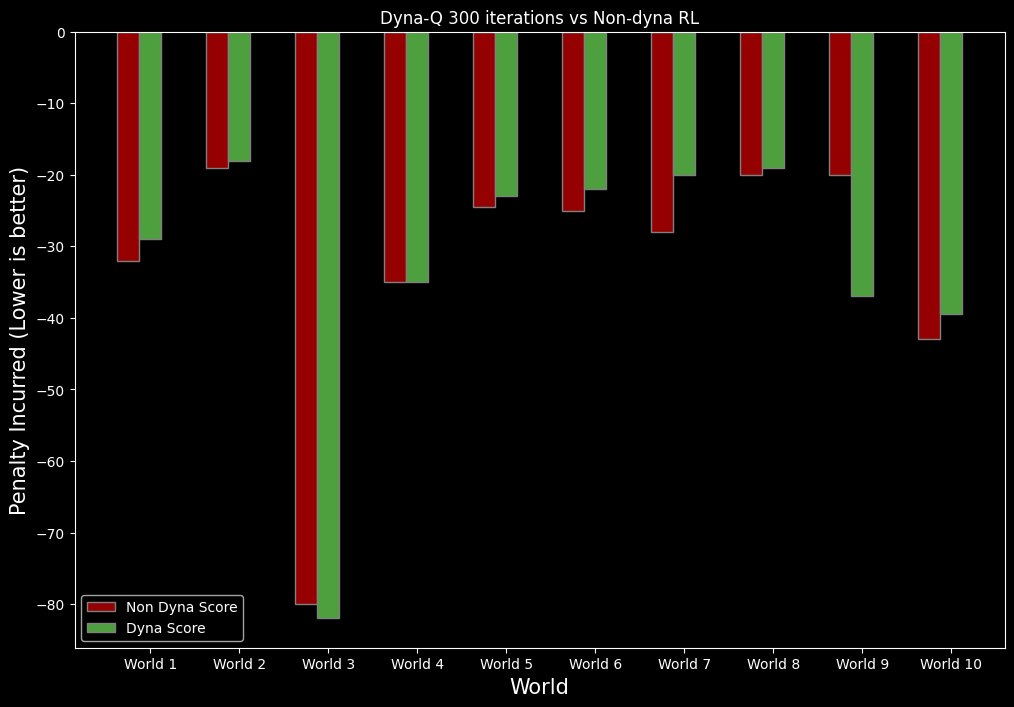 Dyna-Q 300 iterations vs Non-dyna RL
Penalty Incurred (Lower is better)
0
−10
−20
−30
−40
−50
−60
−70
−80
Non Dyna Score
Dyna Score
World 1 World 2 World 3 World 4 World 5 World 6 World 7 World 8 World 9 World 10
World